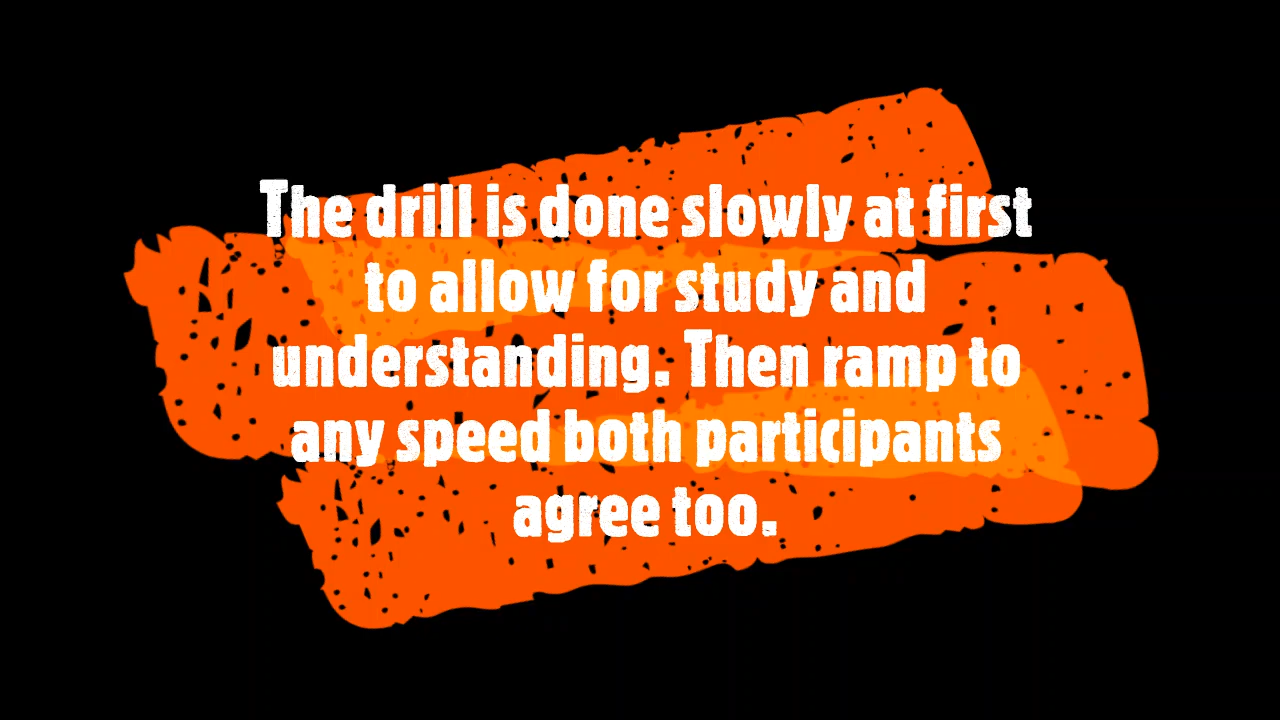 The drill is done slowly at first
to allow for study and
understanding. Then ramp to
any speed both participants
agree too.